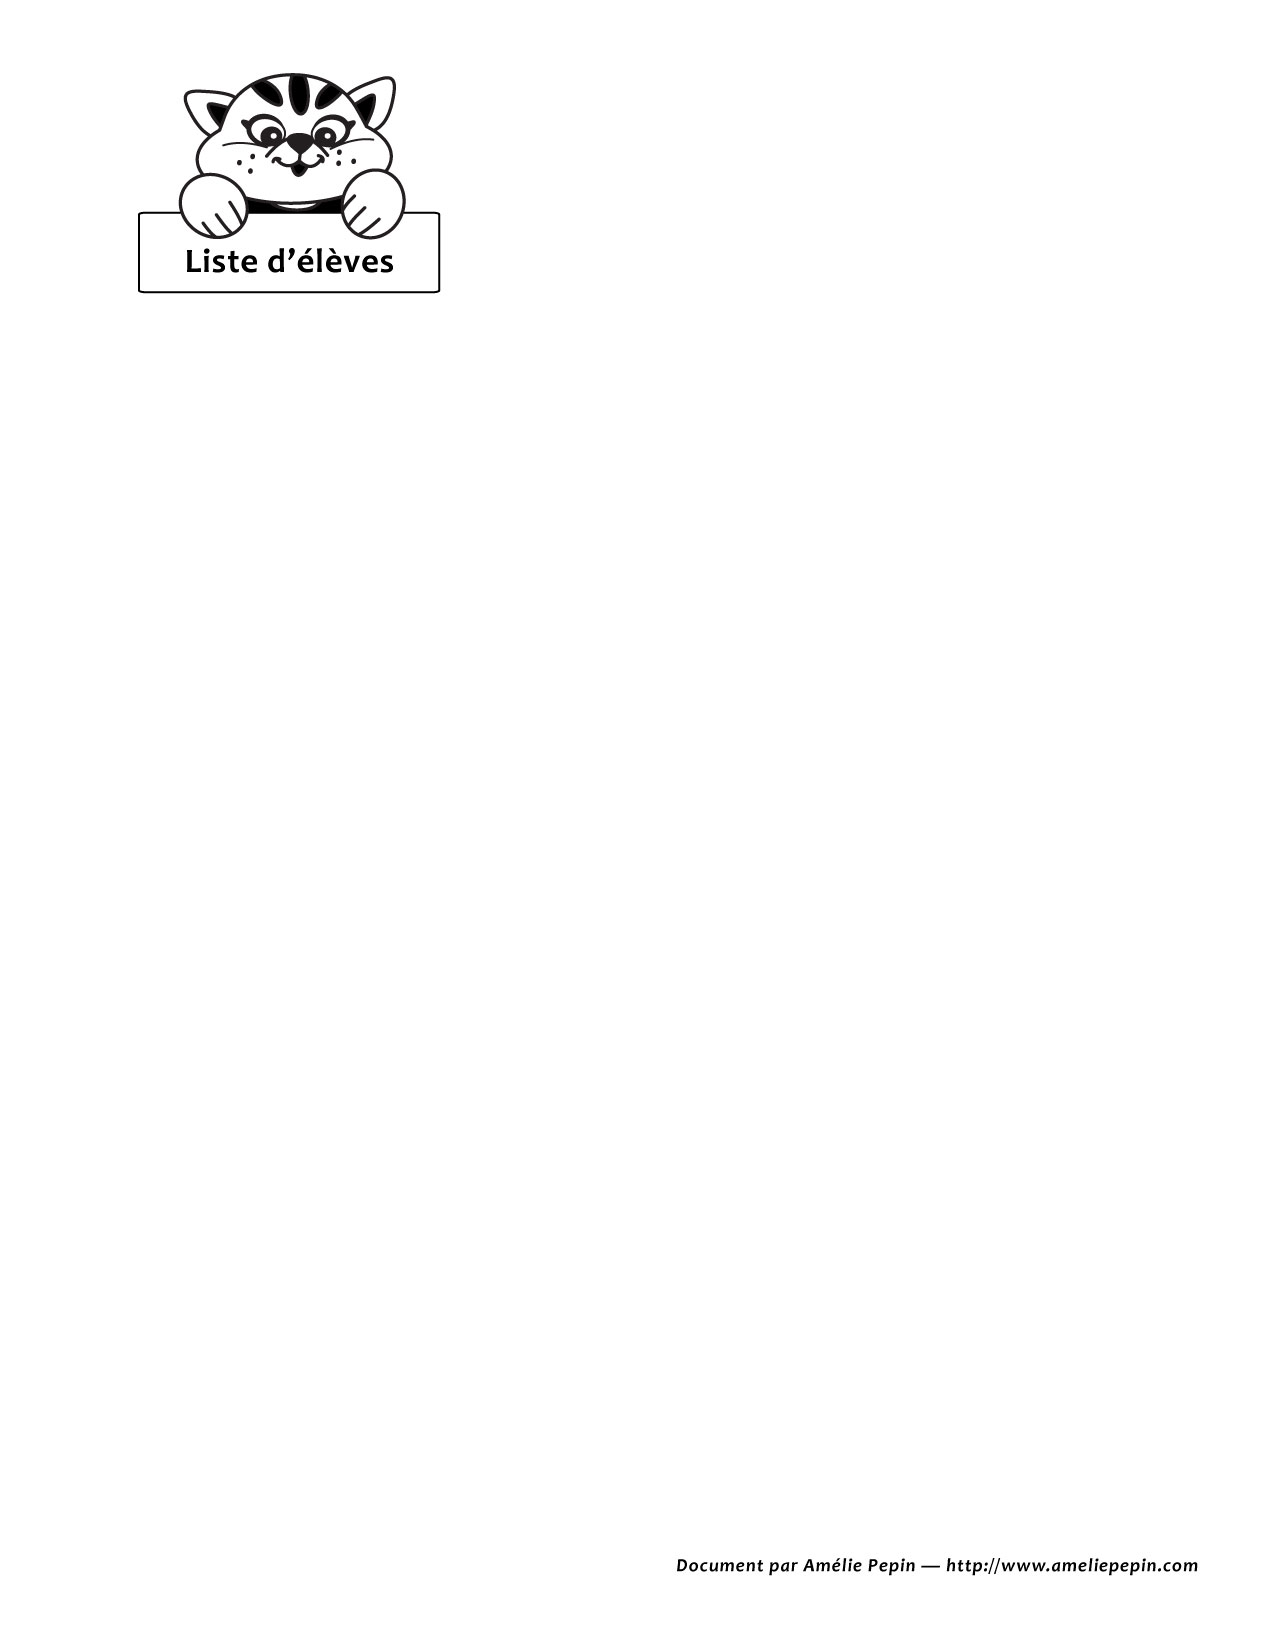 Liste d’élèves
Document par Amélie Pepin — http://www.ameliepepin.com